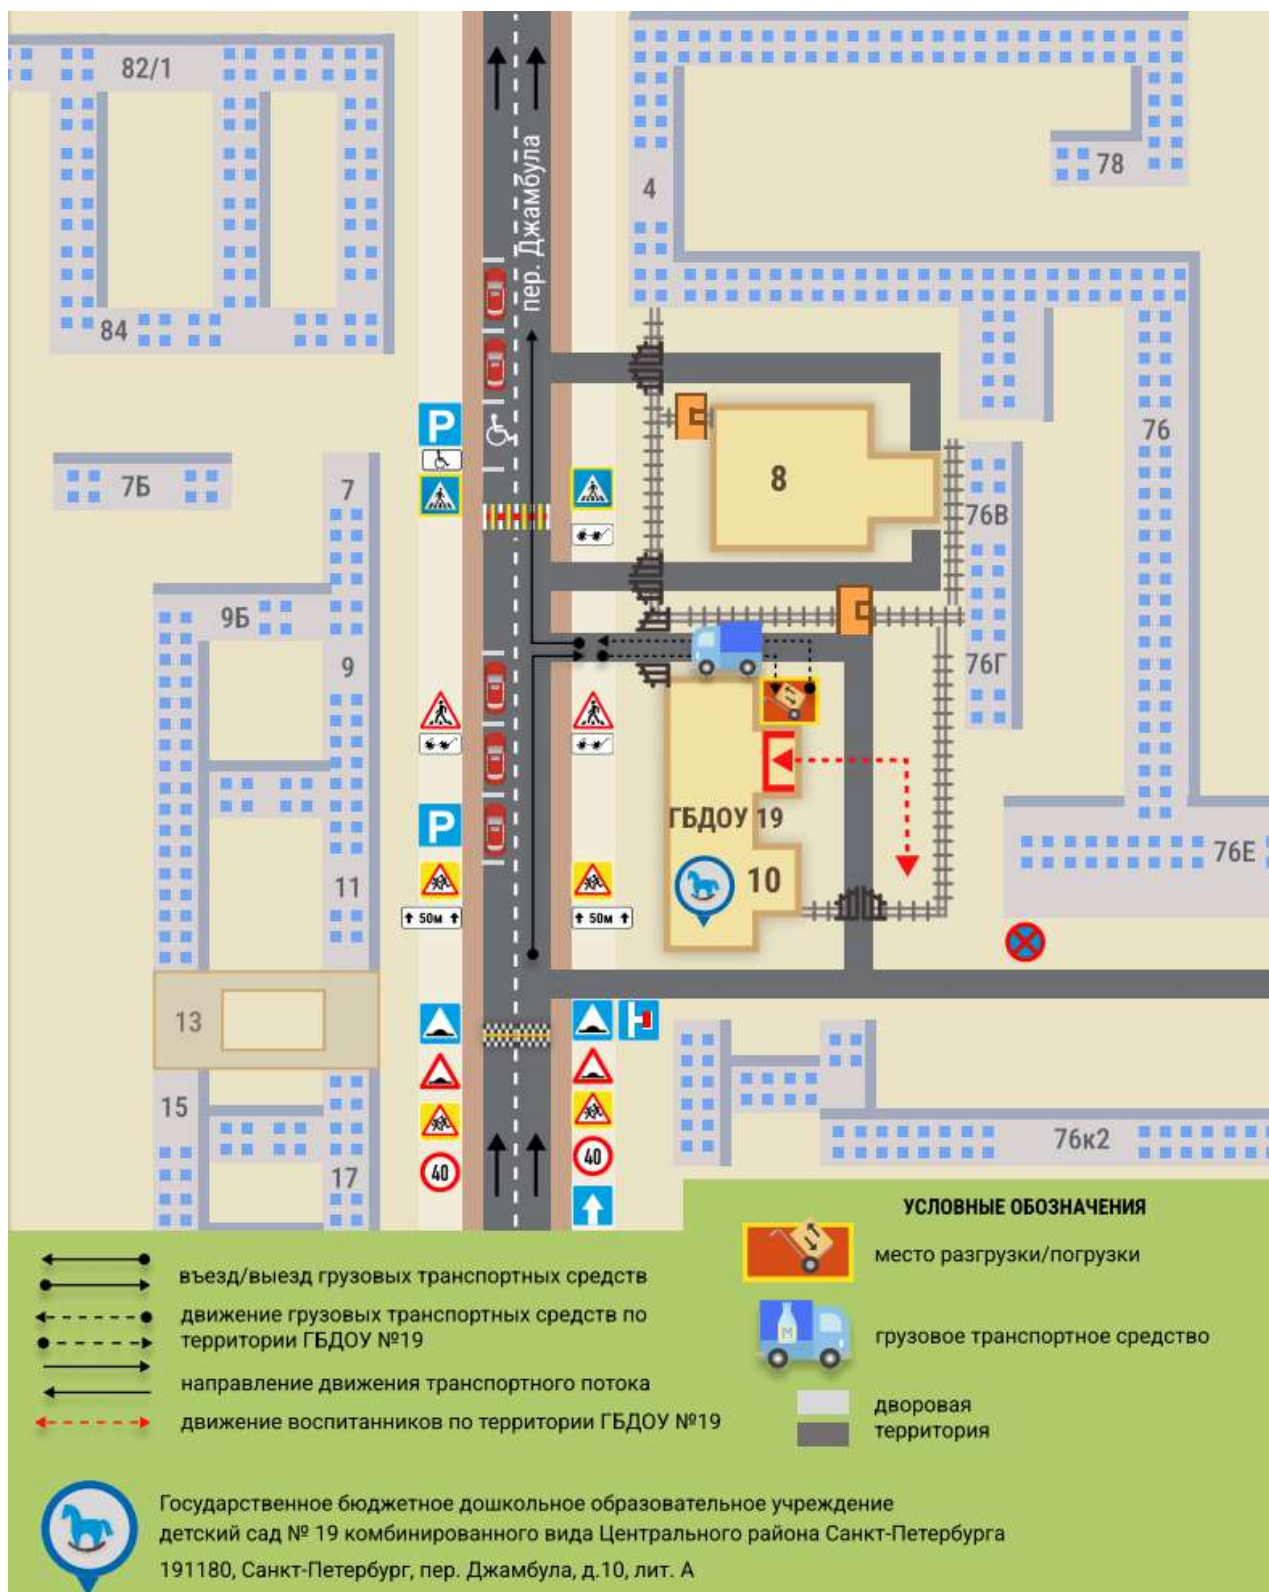 82/1
4
78
пер. Джамбула
84
P
8
76
7Б
7
76В
9Б
9
76Г
P
ГБДОУ 19
10
76Е
11
50м
50м
13
15
17
40
40
76к2
УСЛОВНЫЕ ОБОЗНАЧЕНИЯ
место разгрузки/погрузки
въезд/выезд грузовых транспортных средств
движение грузовых транспортных средств по
территории ГБДОУ №19
M
грузовое транспортное средство
направление движения транспортного потока
движение воспитанников по территории ГБДОУ №19
дворовая
территория
Государственное бюджетное дошкольное образовательное учреждение
детский сад № 19 комбинированного вида Центрального района Санкт-Петербурга
191180, Санкт-Петербург, пер. Джамбула, д.10, лит. А